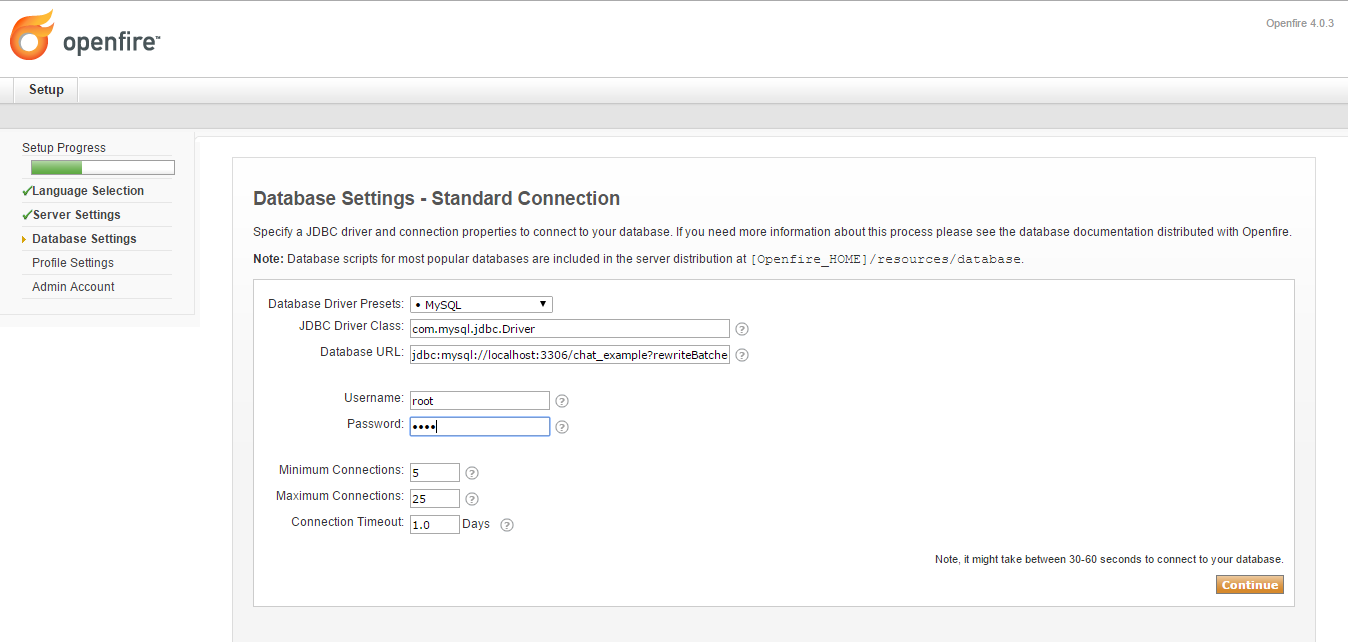 openfire™
Openfire 4.0.3
Setup
Setup Progress
Language Selection
Server Settings
Database Settings
Profile Settings
Admin Account
Database Settings - Standard Connection
Specify a JDBC driver and connection properties to connect to your database. If you need more information about this process please see the database documentation distributed with Openfire.
Note: Database scripts for most popular databases are included in the server distribution at [Openfire_HOME]/resources/database.
Database Driver Presets: • MySQL
JDBC Driver Class: com.mysql.jdbc.Driver ?
Database URL: jdbc:mysql://localhost:3306/chat_example?rewriteBatche ?
Username: root ?
Password: •••• ?
Minimum Connections: 5 ?
Maximum Connections: 25 ?
Connection Timeout: 1.0 Days ?
Note, it might take between 30-60 seconds to connect to your database.
Continue